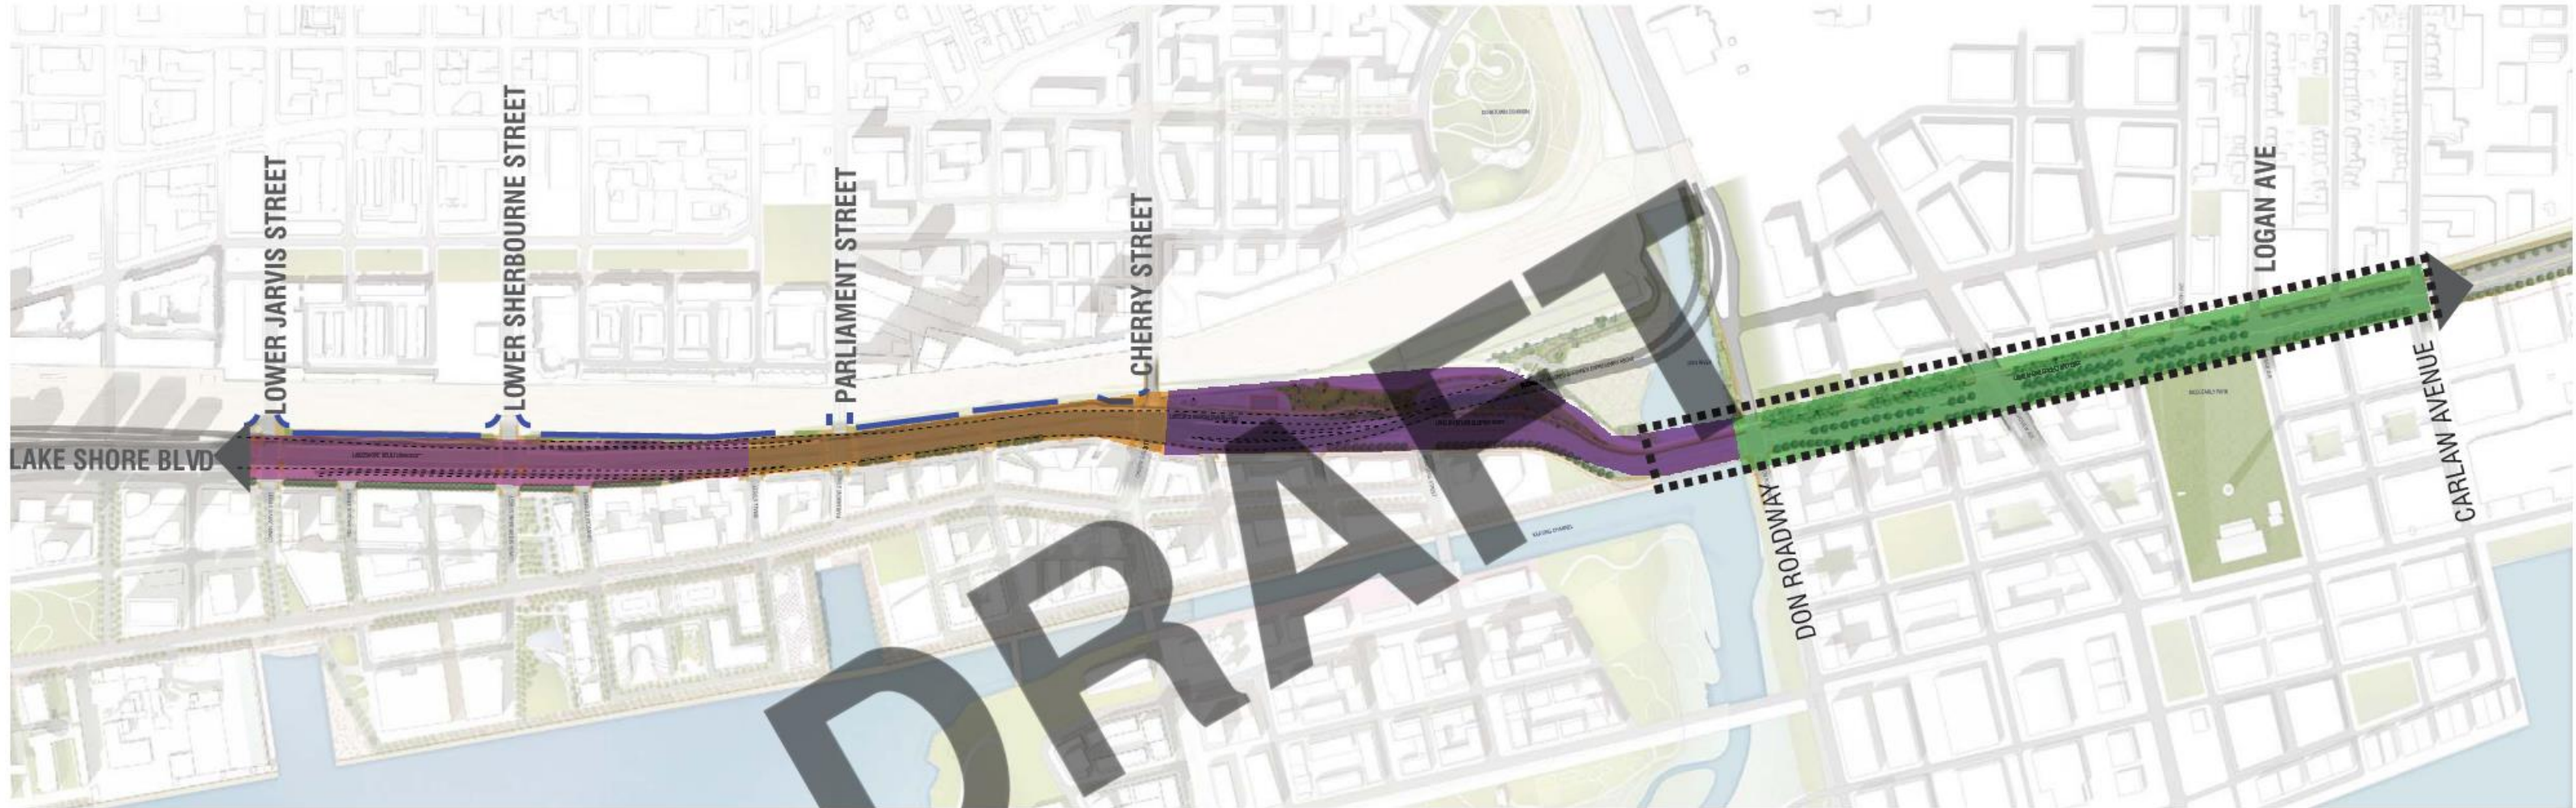 LOWER JARVIS STREET
LOWER SHERBOURNE STREET
PARLIAMENT STREET
CHERRY STREET
LOGAN AVE
LAKE SHORE BLVD
DON ROADWAY
CARLAW AVENUE
DRAFT